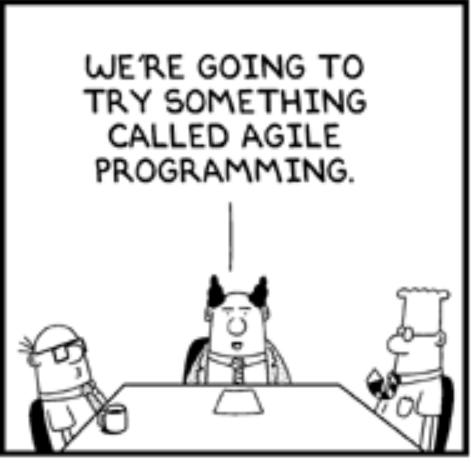 WE'RE GOING TO
TRY SOMETHING
CALLED AGILE
PROGRAMMING.